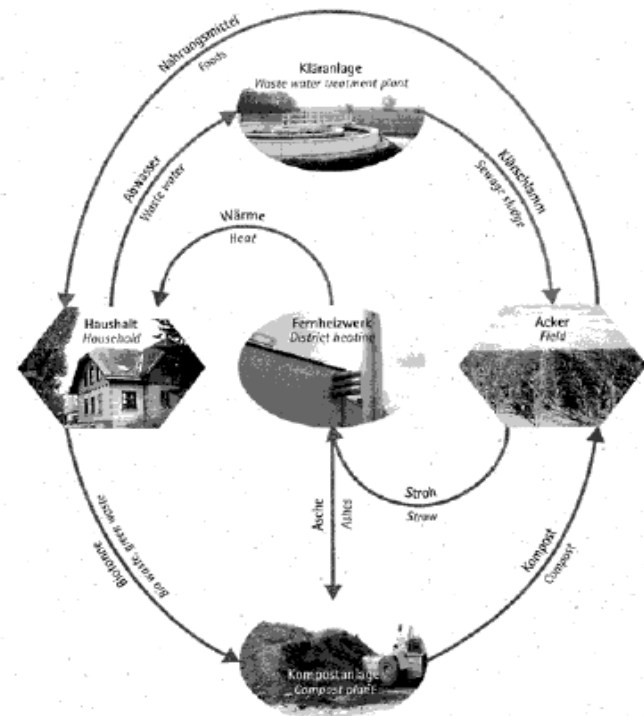 Nahrungsmittel
Foods
Kläranlage
Waste water treatment plant
Abwasser
Waste water
Klärschlamm
Sewage sludge
Wärme
Heat
Haushalt
Household
Fernheizwerk
District heating
Acker
Field
Stroh
Straw
Asche
Ashes
Biotonne
Bio waste, green waste
Kompost
Compost
Kompostanlage
Compost plant